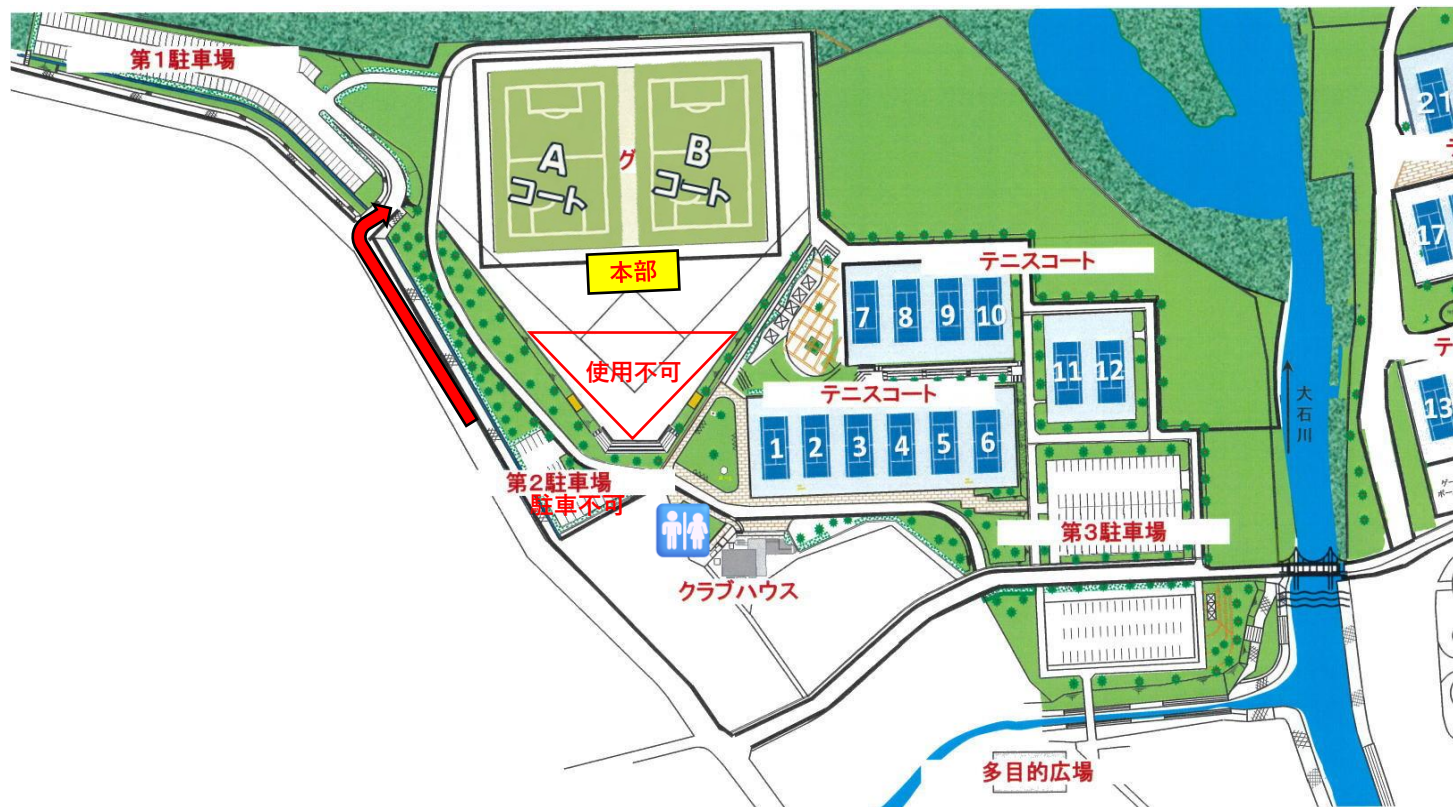 第1駐車場
A
コート
グ
B
コート
本部
使用不可
テニスコート
7
8
9
10
11
12
テニスコート
1
2
3
4
5
6
第2駐車場
駐車不可
クラブハウス
第3駐車場
多目的広場
大石川
21
17
テ
13